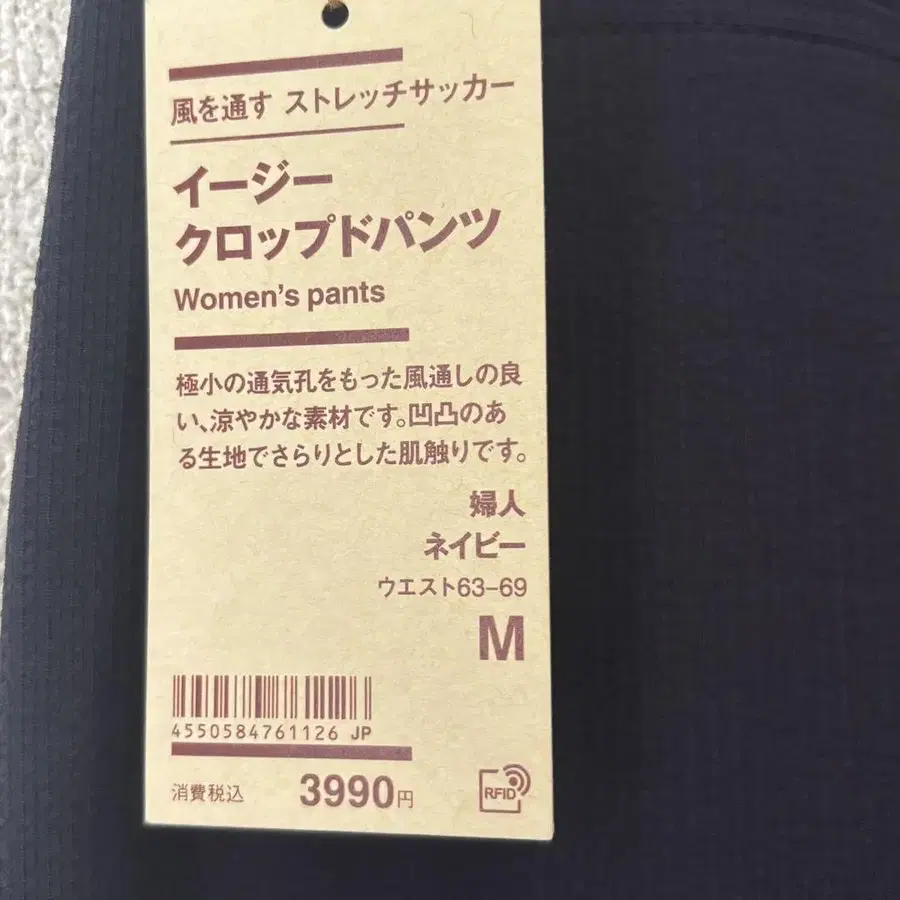 風を通す ストレッチサッカー
イージー
クロップドパンツ
Women's pants
極小の通気孔をもった風通しの良
い、涼やかな素材です。凹凸のあ
る生地でさらりとした肌触りです。
婦人
ネイビー
ウエスト63-69
M
4550584761126 JP
消費税込 3990円
RFID